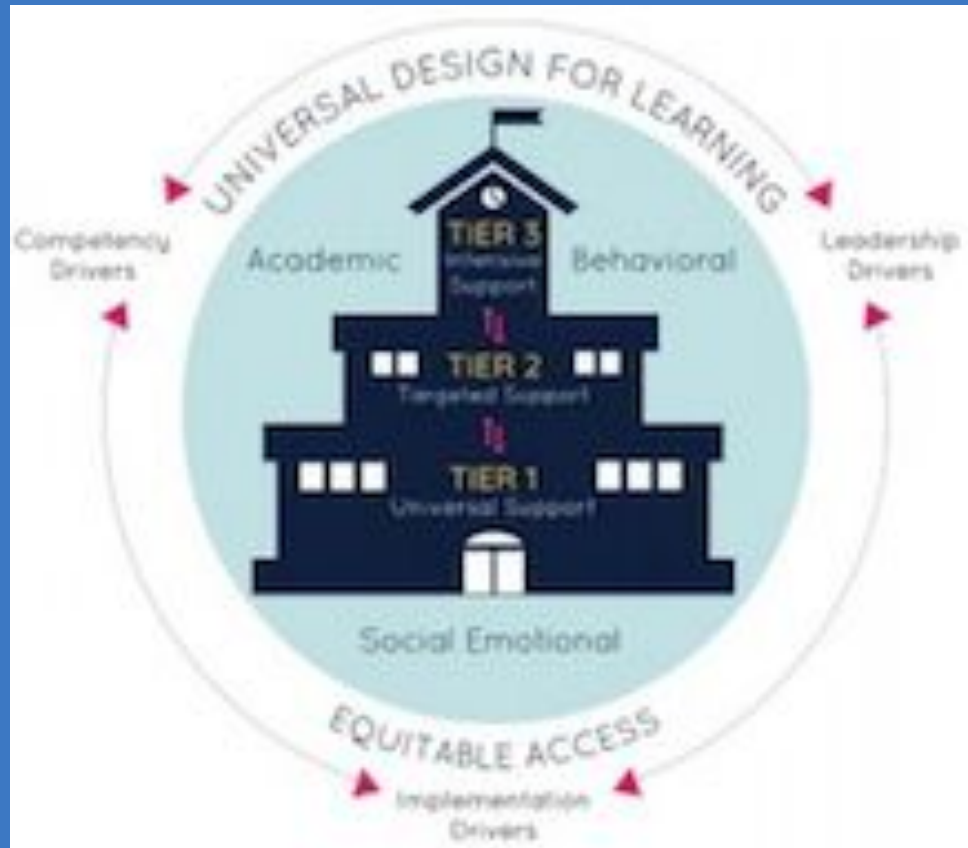 UNIVERSAL DESIGN FOR LEARNING
Competency
Drivers
Academic
Behavioral
Leadership
Drivers
TIER 3
Intensive
Support
TIER 2
Targeted Support
TIER 1
Universal Support
Social Emotional
EQUITABLE ACCESS
Implementation
Drivers